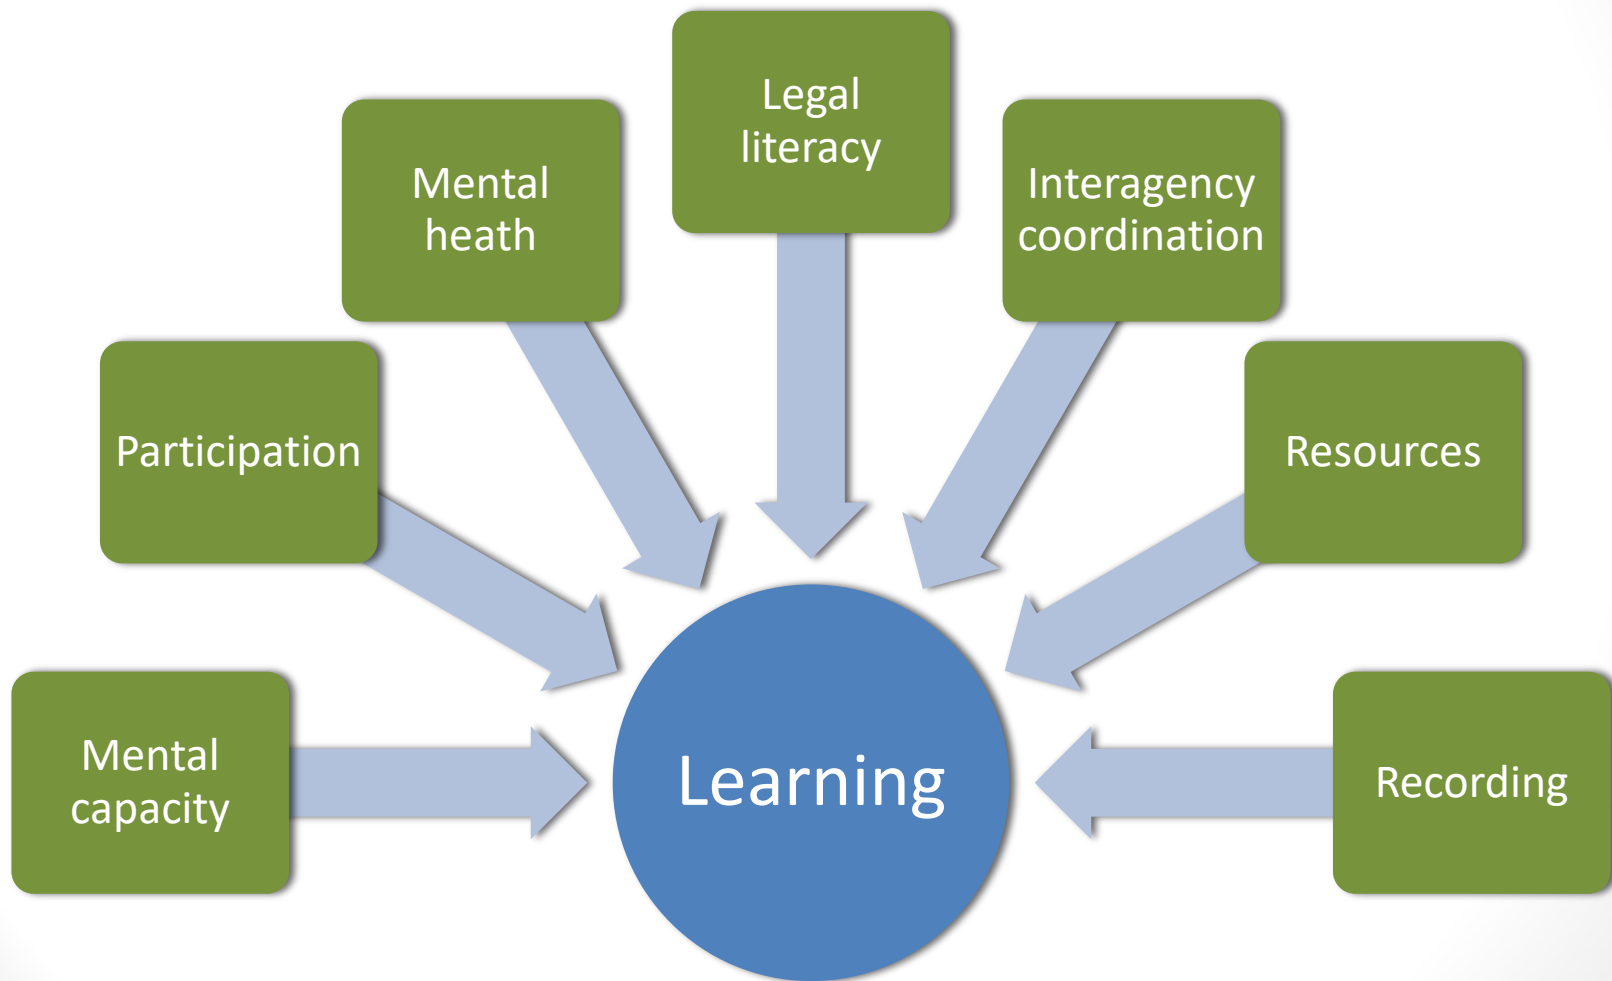 Legal
literacy
Mental
heath
Interagency
coordination
Participation
Resources
Mental
capacity
Learning
Recording